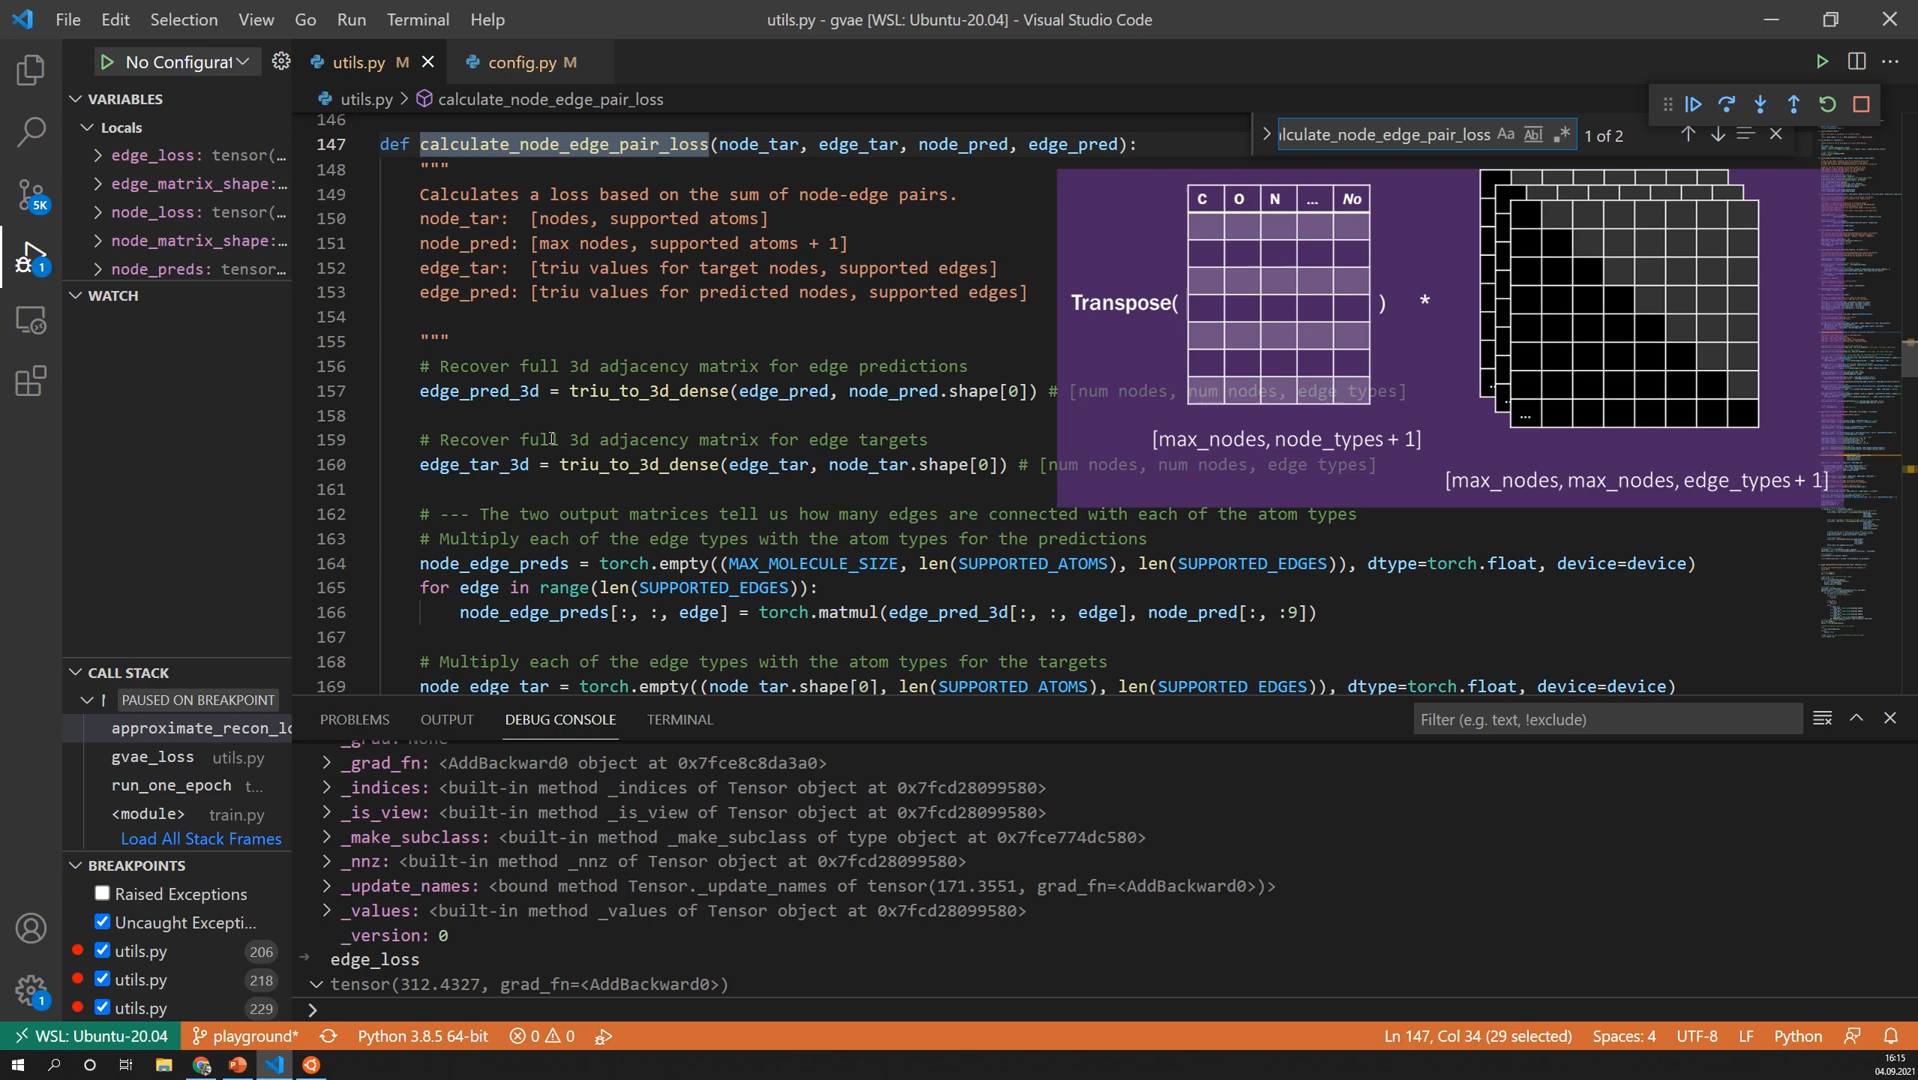 File Edit Selection View Go Run Terminal Help
utils.py - gvae [WSL: Ubuntu-20.04] - Visual Studio Code
No Configurat
utils.py M
config.py M
VARIABLES
Locals
edge_loss: tensor(…
edge_matrix_shape:…
node_loss: tensor(…
node_matrix_shape:…
node_preds: tensor…
WATCH
CALL STACK
PAUSED ON BREAKPOINT
approximate_recon_lo
gvae_loss utils.py
run_one_epoch t…
<module> train.py
Load All Stack Frames
BREAKPOINTS
Raised Exceptions
Uncaught Excepti…
utils.py 206
utils.py 218
utils.py 229
5K
1
1
utils.py > calculate_node_edge_pair_loss
lculate_node_edge_pair_loss Aa Abl .* 1 of 2
146
147 def calculate_node_edge_pair_loss(node_tar, edge_tar, node_pred, edge_pred):
148 """
149 Calculates a loss based on the sum of node-edge pairs.
150 node_tar: [nodes, supported atoms]
151 node_pred: [max nodes, supported atoms + 1]
152 edge_tar: [triu values for target nodes, supported edges]
153 edge_pred: [triu values for predicted nodes, supported edges]
154
155 """
156 # Recover full 3d adjacency matrix for edge predictions
157 edge_pred_3d = triu_to_3d_dense(edge_pred, node_pred.shape[0]) # [num nodes, num nodes, edge types]
158
159 # Recover full 3d adjacency matrix for edge targets
160 edge_tar_3d = triu_to_3d_dense(edge_tar, node_tar.shape[0]) # [num nodes, num nodes, edge types]
161
162 # --- The two output matrices tell us how many edges are connected with each of the atom types
163 # Multiply each of the edge types with the atom types for the predictions
164 node_edge_preds = torch.empty((MAX_MOLECULE_SIZE, len(SUPPORTED_ATOMS), len(SUPPORTED_EDGES)), dtype=torch.float, device=device)
165 for edge in range(len(SUPPORTED_EDGES)):
166 node_edge_preds[:, :, edge] = torch.matmul(edge_pred_3d[:, :, edge], node_pred[:, :9])
167
168 # Multiply each of the edge types with the atom types for the targets
169 node_edge_tar = torch.empty((node_tar.shape[0], len(SUPPORTED_ATOMS), len(SUPPORTED_EDGES)), dtype=torch.float, device=device)
C O N ... No
Transpose( ) *
...
[max_nodes, node_types + 1]
[max_nodes, max_nodes, edge_types + 1]
PROBLEMS OUTPUT DEBUG CONSOLE TERMINAL
Filter (e.g. text, !exclude)
_grad: None
_grad_fn: <AddBackward0 object at 0x7fce8c8da3a0>
_indices: <built-in method _indices of Tensor object at 0x7fcd28099580>
_is_view: <built-in method _is_view of Tensor object at 0x7fcd28099580>
_make_subclass: <built-in method _make_subclass of type object at 0x7fce774dc580>
_nnz: <built-in method _nnz of Tensor object at 0x7fcd28099580>
_update_names: <bound method Tensor._update_names of tensor(171.3551, grad_fn=<AddBackward0>)>
_values: <built-in method _values of Tensor object at 0x7fcd28099580>
_version: 0
edge_loss
tensor(312.4327, grad_fn=<AddBackward0>)
WSL: Ubuntu-20.04 playground* Python 3.8.5 64-bit 0 0
Ln 147, Col 34 (29 selected) Spaces: 4 UTF-8 LF Python
16:15
04.09.2021